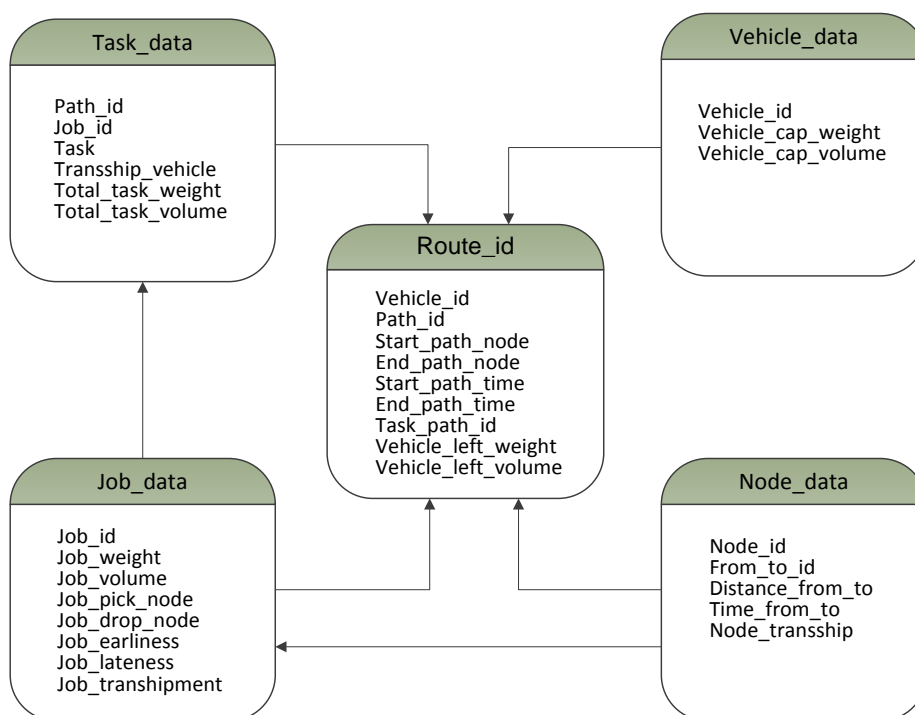 Task_data
Path_id
Job_id
Task
Transship_vehicle
Total_task_weight
Total_task_volume
Vehicle_data
Vehicle_id
Vehicle_cap_weight
Vehicle_cap_volume
Route_id
Vehicle_id
Path_id
Start_path_node
End_path_node
Start_path_time
End_path_time
Task_path_id
Vehicle_left_weight
Vehicle_left_volume
Job_data
Job_id
Job_weight
Job_volume
Job_pick_node
Job_drop_node
Job_earliness
Job_lateness
Job_transhipment
Node_data
Node_id
From_to_id
Distance_from_to
Time_from_to
Node_transship